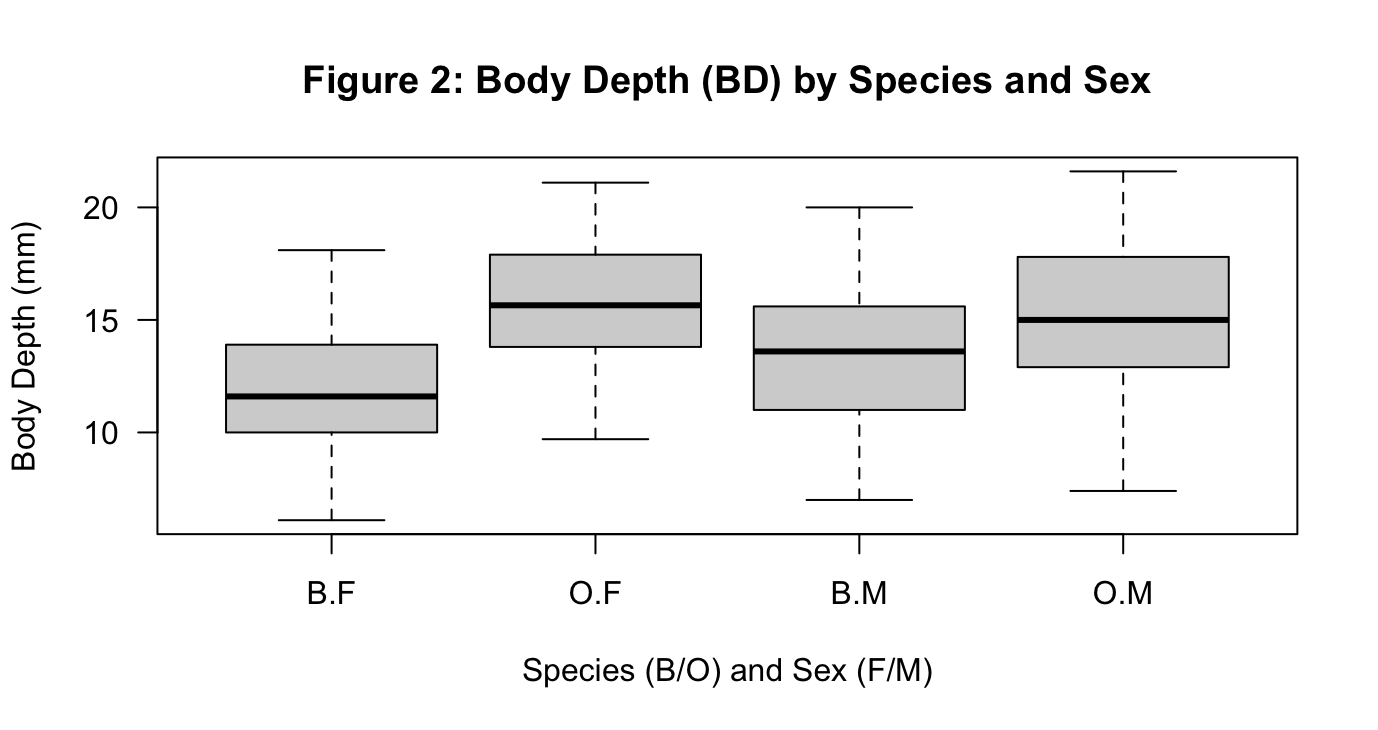 Figure 2: Body Depth (BD) by Species and Sex
Body Depth (mm)
20
15
10
B.F
O.F
B.M
O.M
Species (B/O) and Sex (F/M)